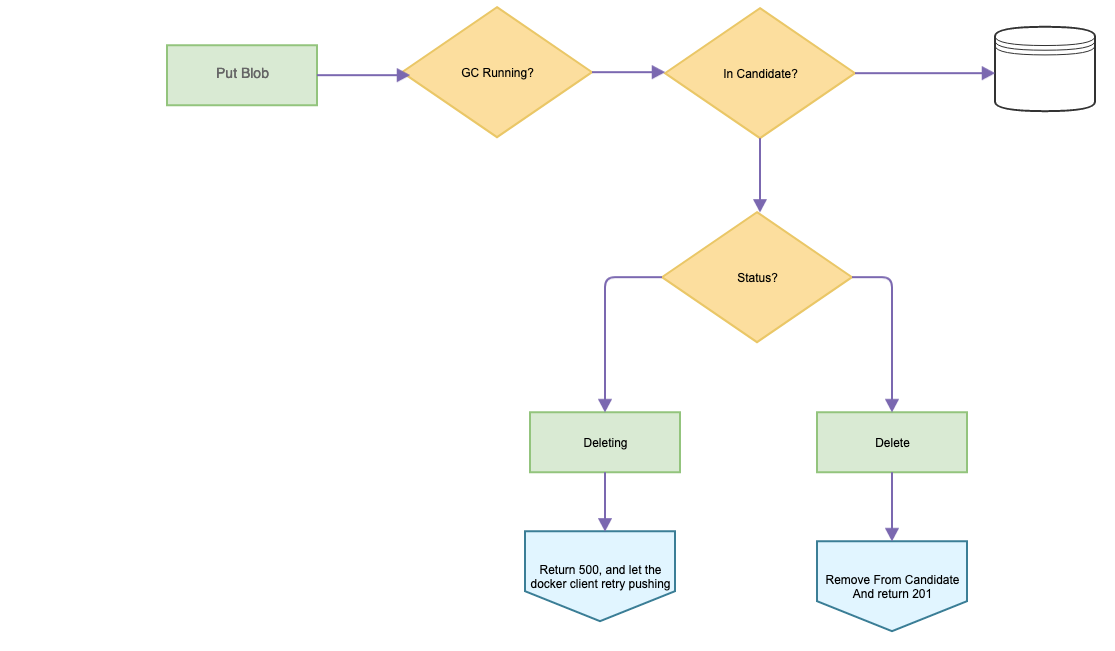 Put Blob
GC Running?
In Candidate?
Status?
Deleting
Delete
Return 500, and let the
docker client retry pushing
Remove From Candidate
And return 201